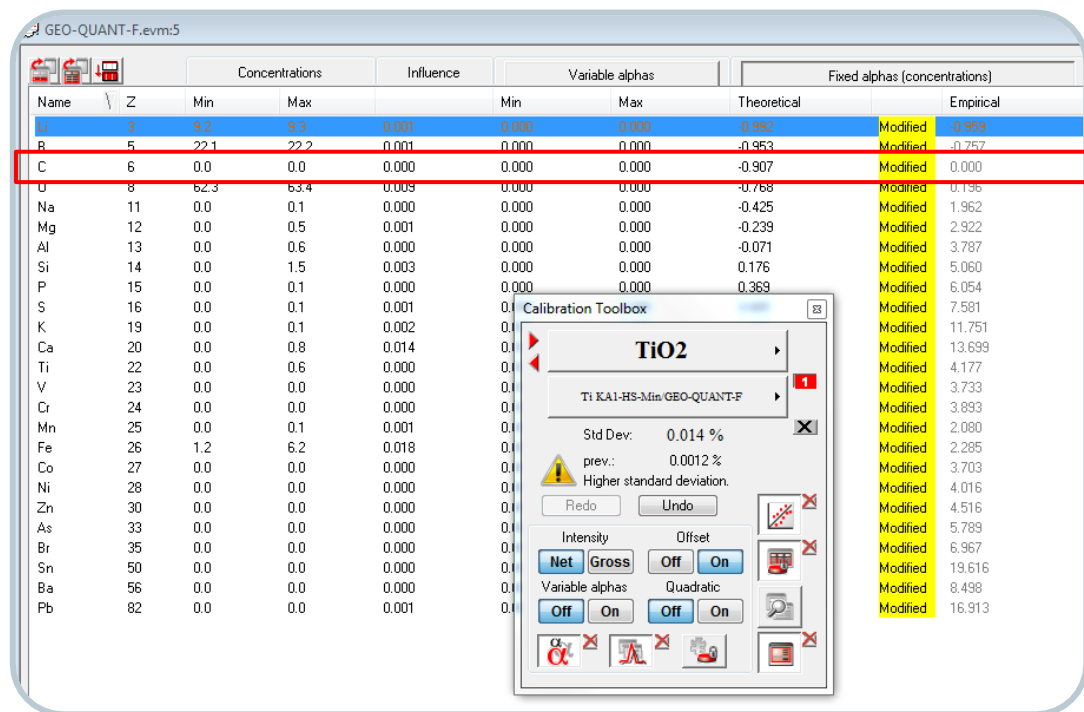 GEO-QUANT-F.evm:5
Concentrations Influence Variable alphas Fixed alphas (concentrations)
Name Z Min Max Min Max Theoretical Empirical
Li 3 9.2 9.3 0.001 0.000 0.000 -0.992 Modified -0.959
B 5 22.1 22.2 0.001 0.000 0.000 -0.953 Modified -0.757
C 6 0.0 0.0 0.000 0.000 0.000 -0.907 Modified 0.000
O 8 62.3 63.4 0.009 0.000 0.000 -0.768 Modified 0.196
Na 11 0.0 0.1 0.000 0.000 0.000 -0.425 Modified 1.962
Mg 12 0.0 0.5 0.001 0.000 0.000 -0.239 Modified 2.922
Al 13 0.0 0.6 0.000 0.000 0.000 -0.071 Modified 3.787
Si 14 0.0 1.5 0.003 0.000 0.000 0.176 Modified 5.060
P 15 0.0 0.1 0.000 0.000 0.000 0.369 Modified 6.054
S 16 0.0 0.1 0.001 Modified 7.581
K 19 0.0 0.1 0.002 Modified 11.751
Ca 20 0.0 0.8 0.014 Modified 13.699
Ti 22 0.0 0.6 0.000 Modified 4.177
V 23 0.0 0.0 0.000 Modified 3.733
Cr 24 0.0 0.0 0.000 Modified 3.893
Mn 25 0.0 0.1 0.001 Modified 2.080
Fe 26 1.2 6.2 0.018 Modified 2.285
Co 27 0.0 0.0 0.000 Modified 3.703
Ni 28 0.0 0.0 0.000 Modified 4.016
Zn 30 0.0 0.0 0.000 Modified 4.516
As 33 0.0 0.0 0.000 Modified 5.789
Br 35 0.0 0.0 0.000 Modified 6.967
Sn 50 0.0 0.0 0.000 Modified 19.616
Ba 56 0.0 0.0 0.000 Modified 8.498
Pb 82 0.0 0.0 0.001 Modified 16.913
Calibration Toolbox
TiO2
1
Ti KA1-HS-Min/GEO-QUANT-F
Std Dev: 0.014 %
prev.: 0.0012 %
Higher standard deviation.
Redo Undo
Intensity Offset
Net Gross Off On
Variable alphas Quadratic
Off On Off On